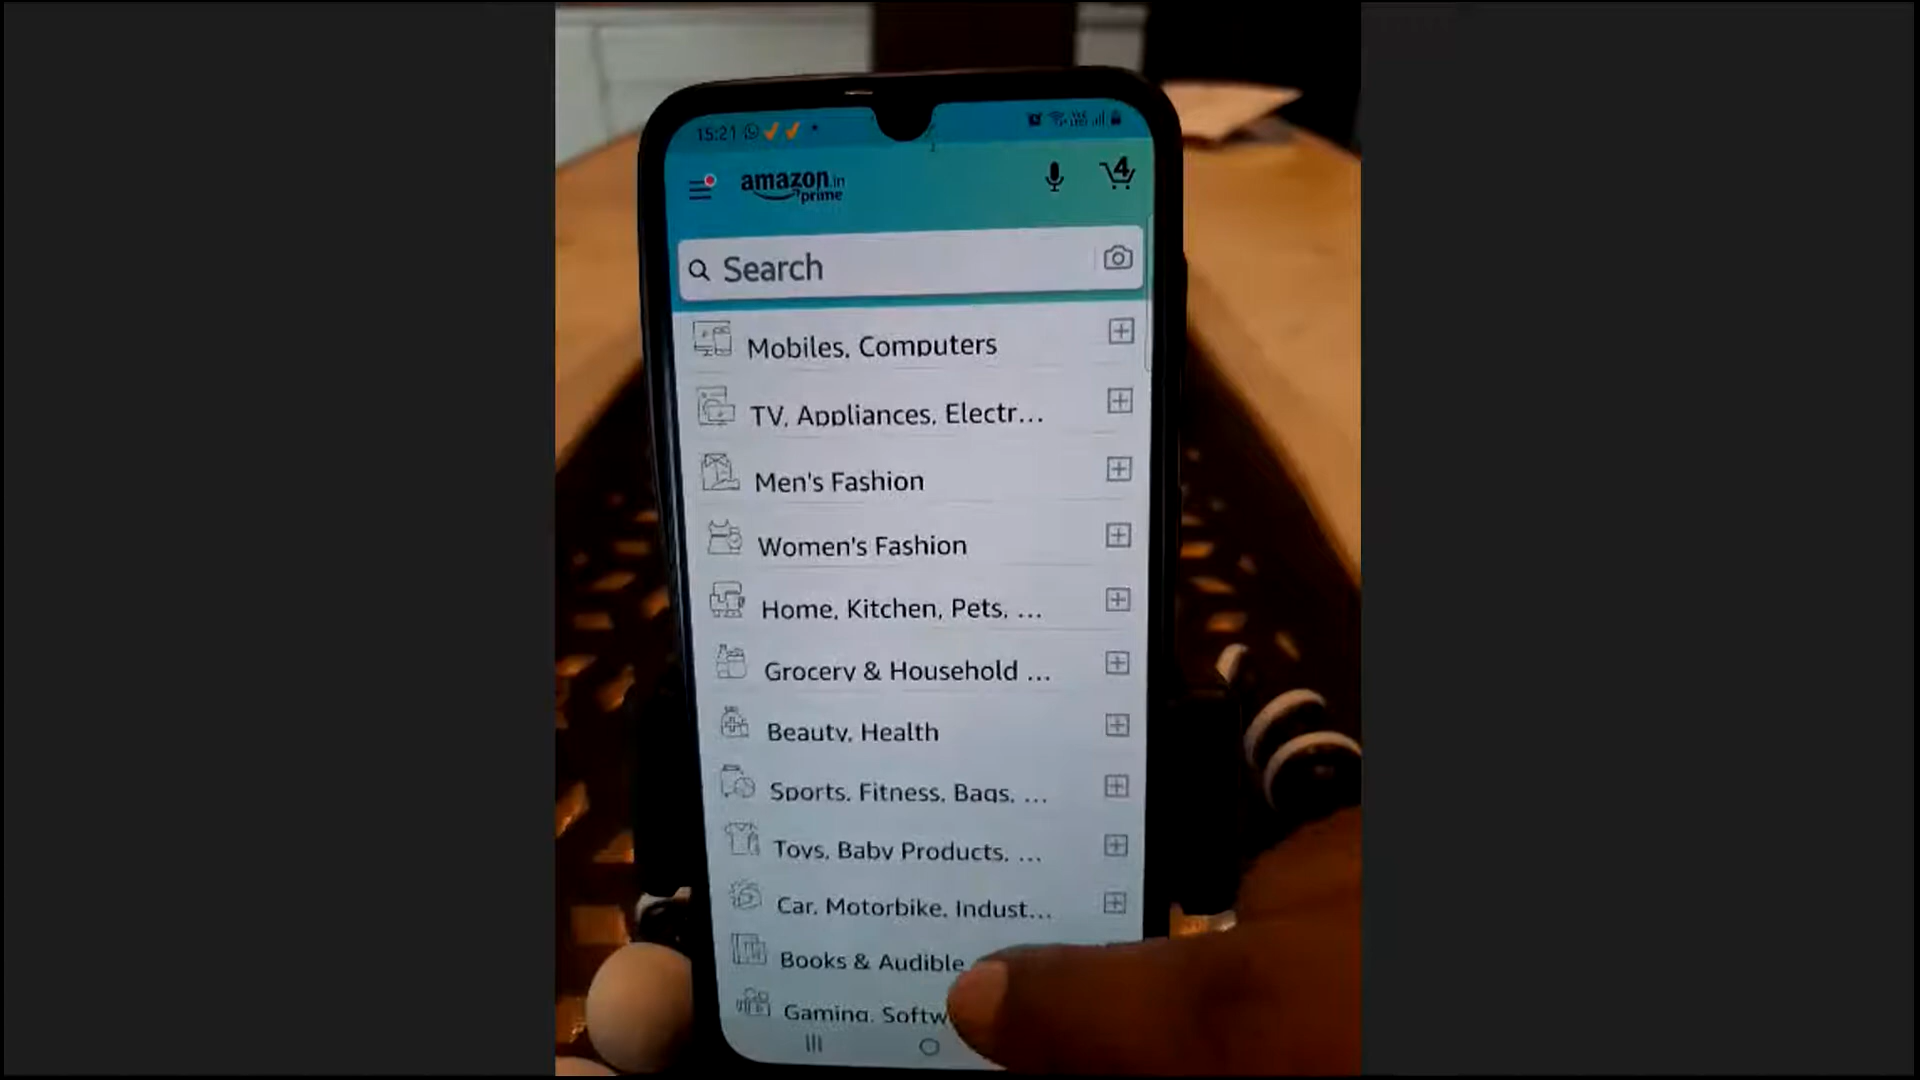 15:21
amazon.in
prime
4
Search
Mobiles, Computers
TV, Appliances, Electr...
Men's Fashion
Women's Fashion
Home, Kitchen, Pets, ...
Grocery & Household ...
Beauty, Health
Sports, Fitness, Bags, ...
Toys, Baby Products, ...
Car, Motorbike, Indust...
Books & Audible
Gaming, Softw